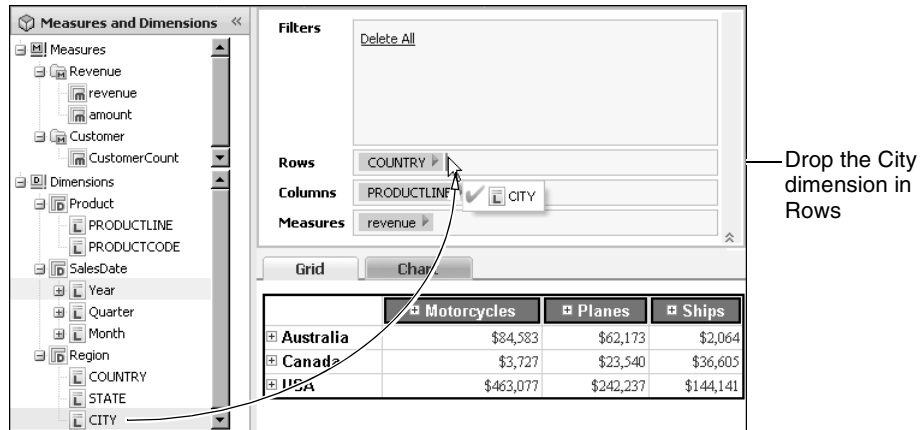 Measures and Dimensions
Measures
Revenue
revenue
amount
Customer
CustomerCount
Dimensions
Product
PRODUCTLINE
PRODUCTCODE
SalesDate
Year
Quarter
Month
Region
COUNTRY
STATE
CITY
Filters
Delete All
Rows COUNTRY
Columns PRODUCTLINE CITY
Measures revenue
Grid Chart
Motorcycles Planes Ships
Australia $84,583 $62,173 $2,064
Canada $3,727 $23,540 $36,605
USA $463,077 $242,237 $144,141
Drop the City
dimension in
Rows